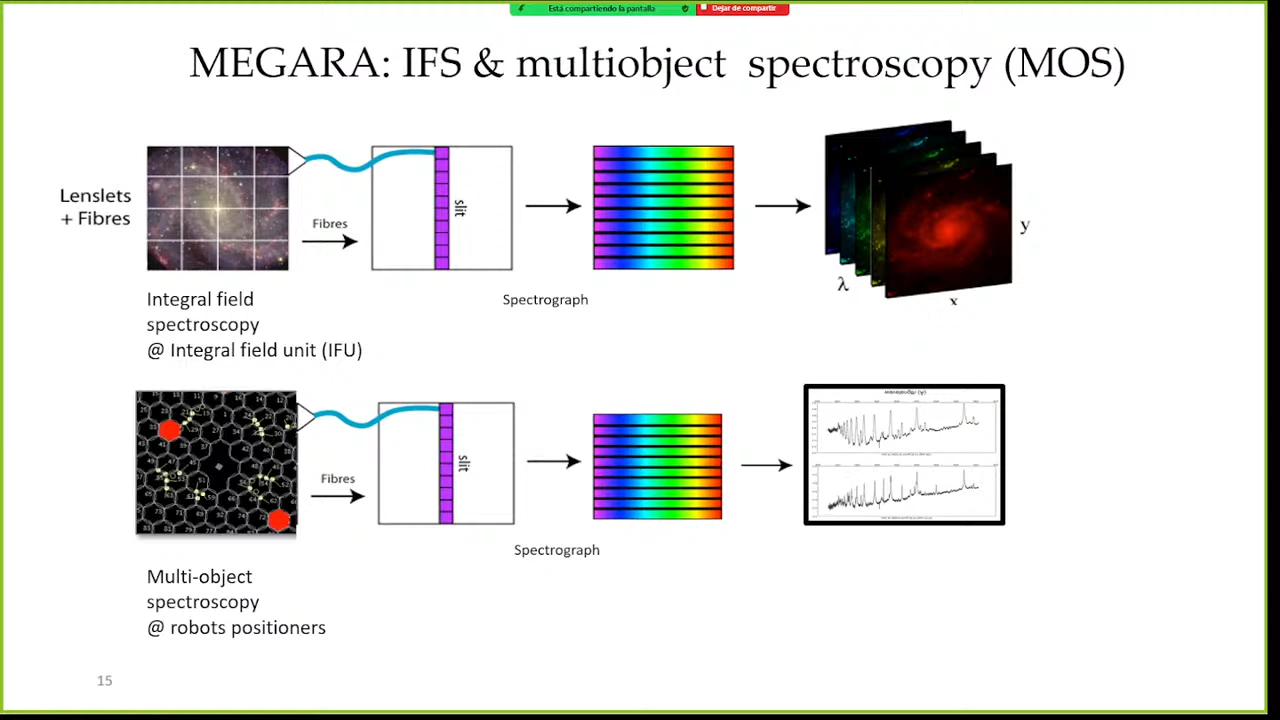 Está compartiendo la pantalla
Dejar de compartir
MEGARA: IFS & multiobject spectroscopy (MOS)
Lenslets
+ Fibres
Fibres
slit
Spectrograph
λ
x
y
Integral field
spectroscopy
@ Integral field unit (IFU)
Fibres
slit
Spectrograph
Multi-object
spectroscopy
@ robots positioners
15